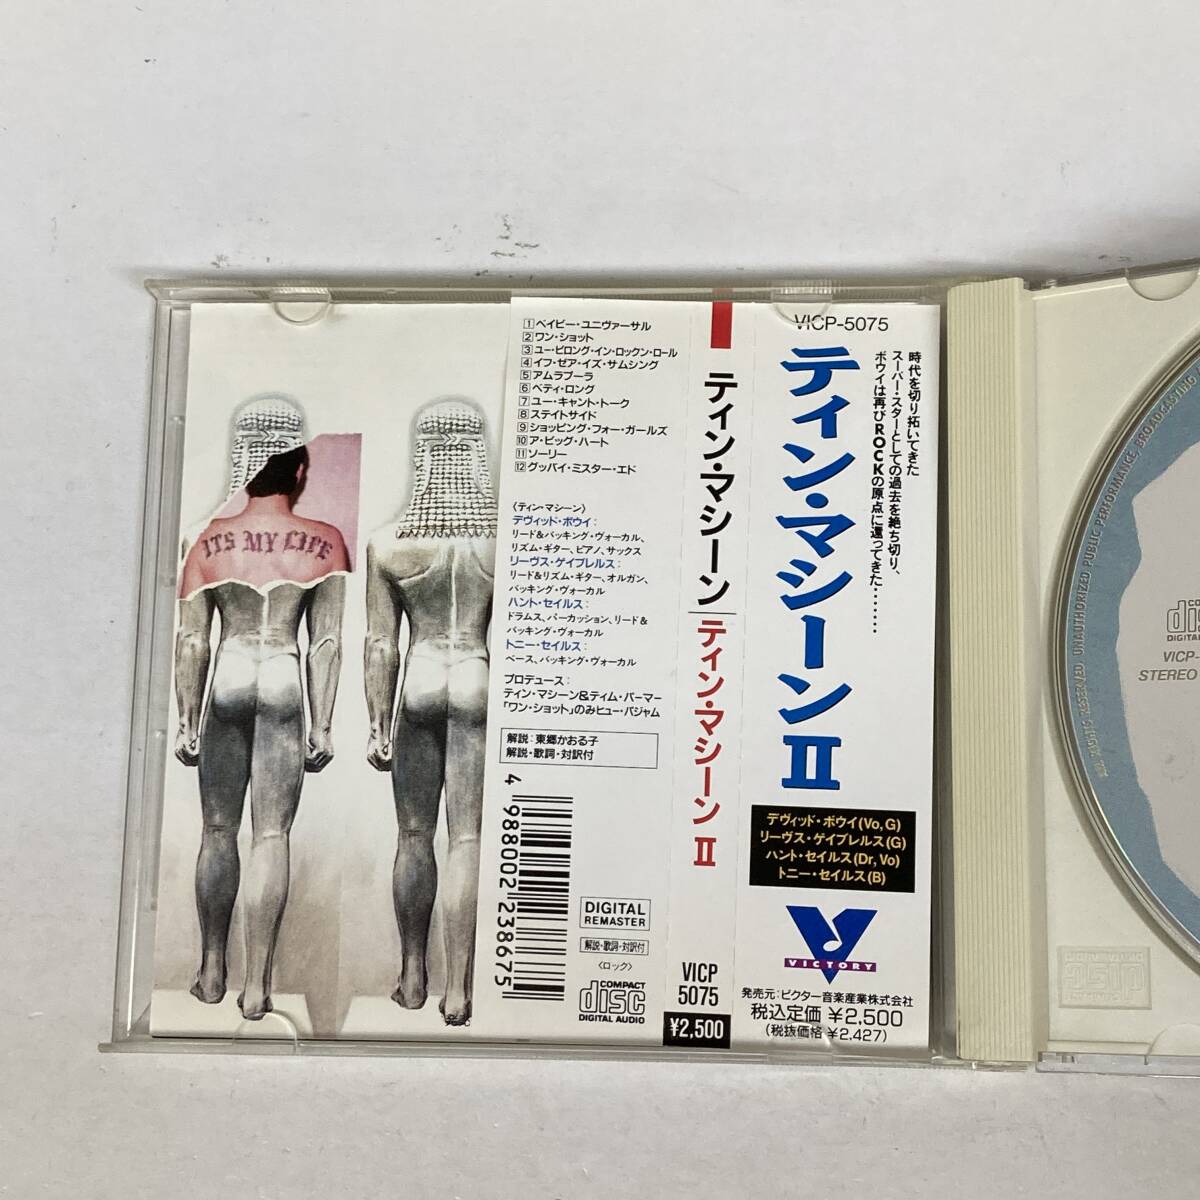 ITS MY LIFE
1 ベイビー・ユニヴァーサル
2 ワン・ショット
3 ユー・ビロング・イン・ロックン・ロール
4 イフ・ゼア・イズ・サムシング
5 アムラプーラ
6 ベティ・ロング
7 ユー・キャント・トーク
8 ステイトサイド
9 ショッピング・フォー・ガールズ
10 ア・ビッグ・ハート
11 ソーリー
12 グッバイ・ミスター・エド
〈ティン・マシーン〉
デヴィッド・ボウイ:
リード&バッキング・ヴォーカル、
リズム・ギター、ピアノ、サックス
リーヴス・ゲイブレルス:
リード&リズム・ギター、オルガン、
バッキング・ヴォーカル
ハント・セイルス:
ドラムス、パーカッション、リード&
バッキング・ヴォーカル
トニー・セイルス:
ベース、バッキング・ヴォーカル
プロデュース:
ティン・マシーン&ティム・パーマー
「ワン・ショット」のみヒュー・パジャム
解説:東郷かおる子
解説・歌詞・対訳付
4 988002 238675
DIGITAL
REMASTER
解説・歌詞・対訳付
〈ロック〉
COMPACT
disc
DIGITAL AUDIO
ティン・マシーン
ティン・マシーン II
VICP
5075
¥2,500
VICP-5075
ティン・マシーン II
時代を切り拓いてきた
スーパー・スターとしての過去を絶ち切り、
ボウイは再びROCKの原点に還ってきた・・・・・・・
デヴィッド・ボウイ(Vo, G)
リーヴス・ゲイブレルス(G)
ハント・セイルス(Dr, Vo)
トニー・セイルス(B)
VICTORY
発売元:ビクター音楽産業株式会社
税込定価 ¥2,500
(税抜価格 ¥2,427)
ALL RIGHTS RESERVED UNAUTHORIZED PUBLIC PERFORMANCE, BROADCASTING
disc
VICP-
STEREO